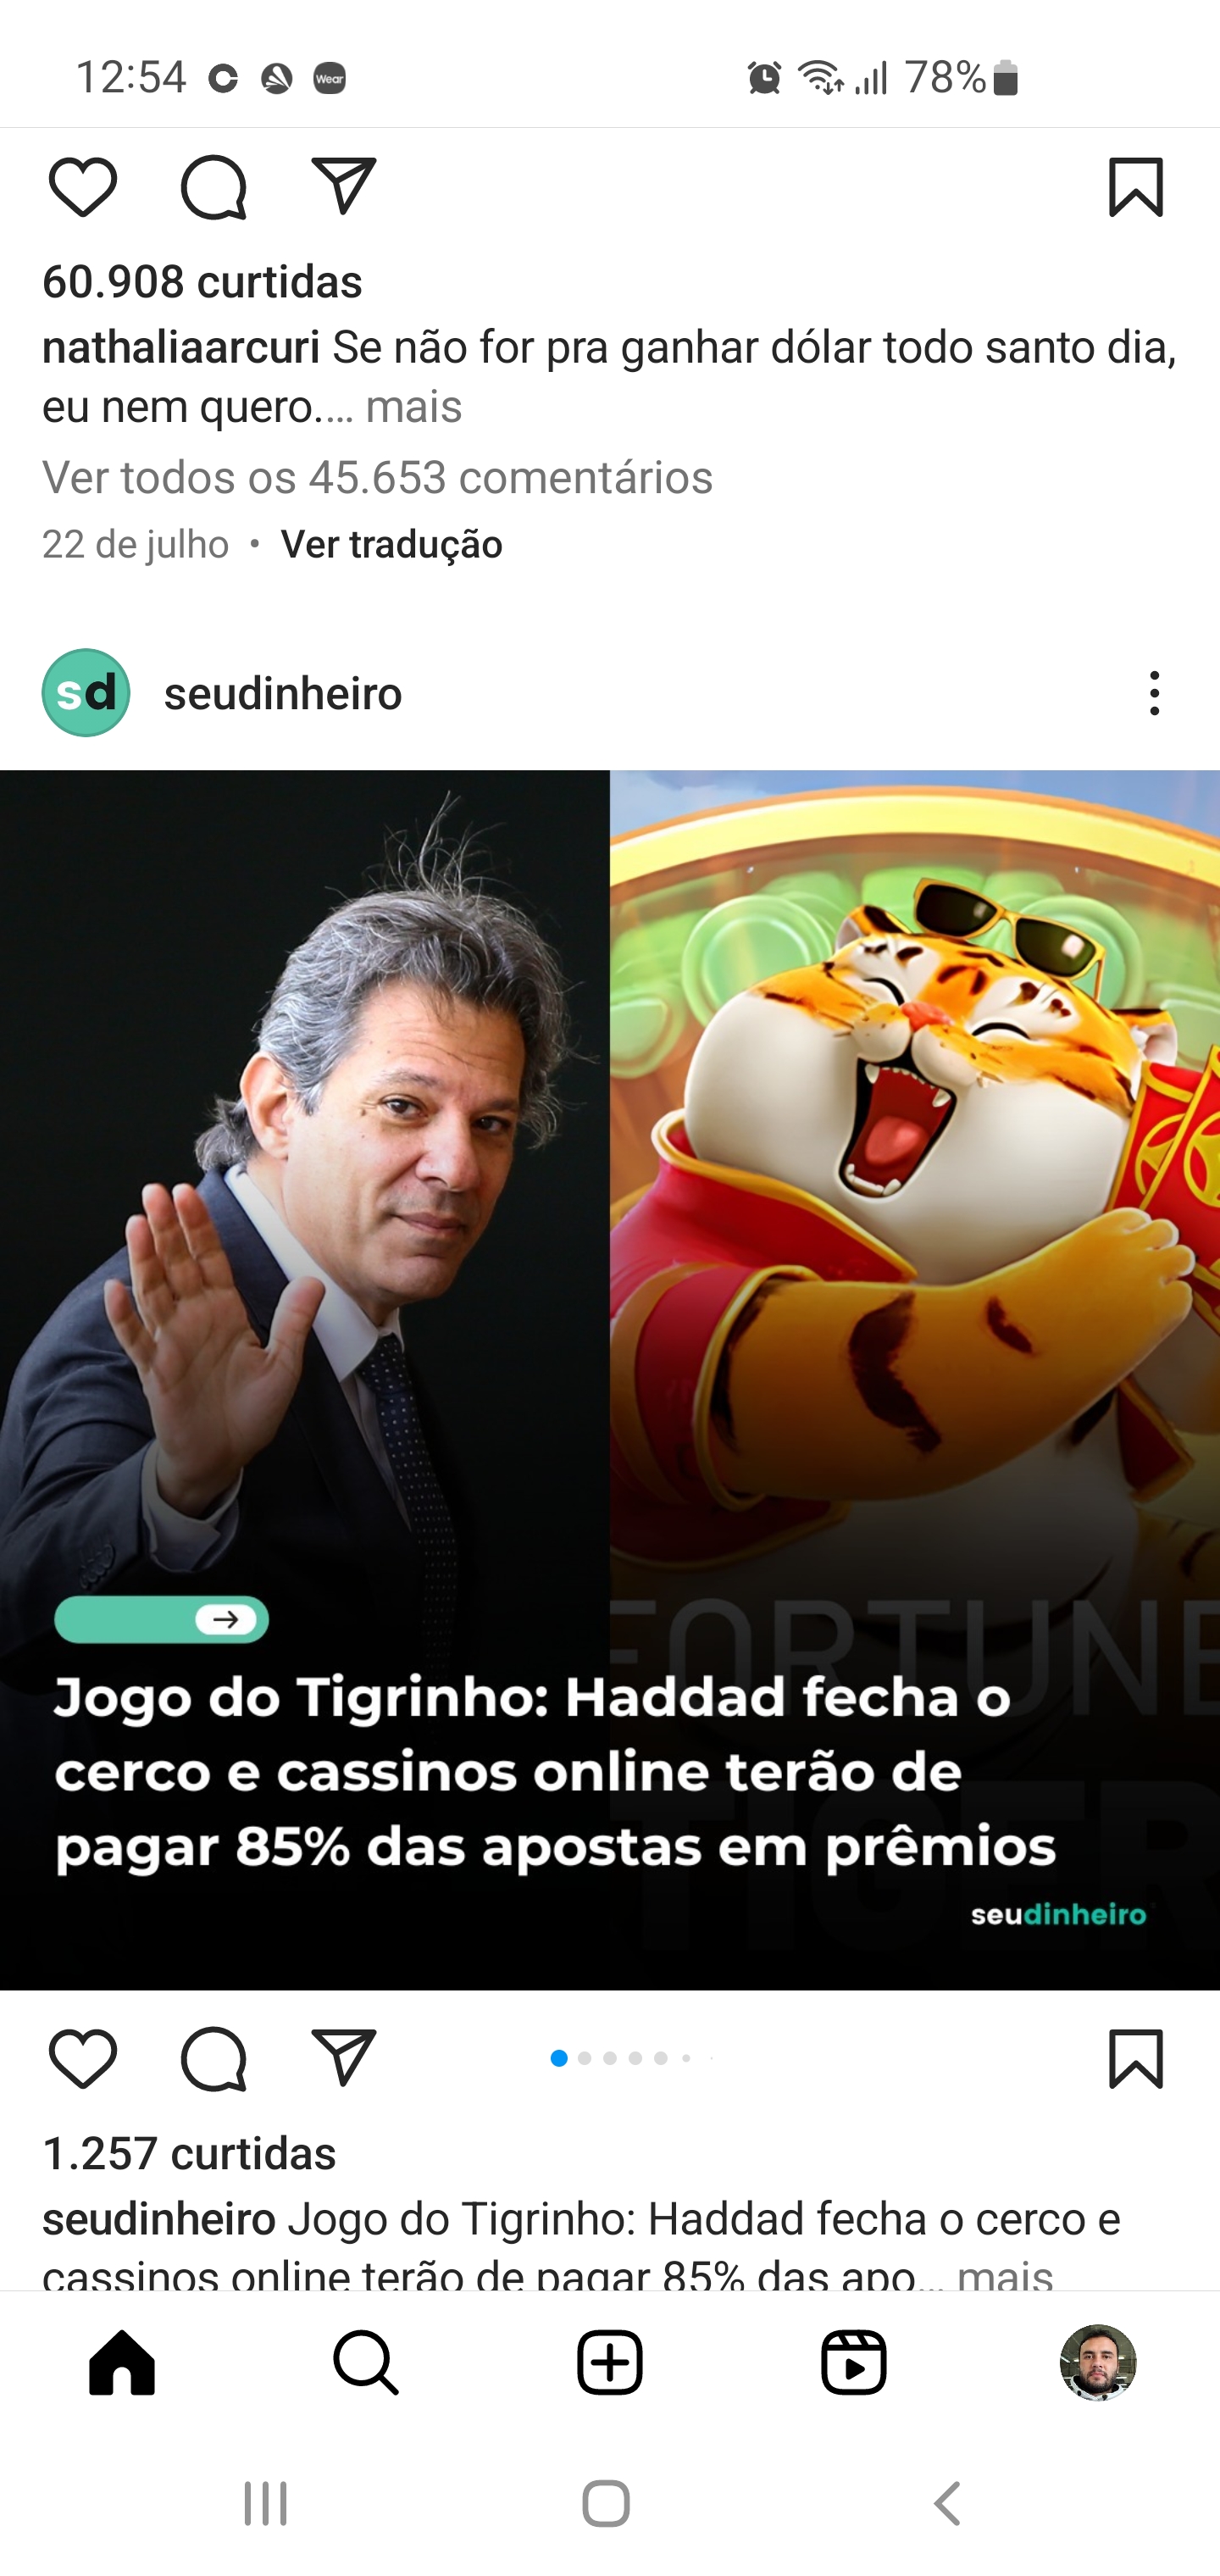 12:54
Wear
78%
60.908 curtidas
nathaliaarcuri Se não for pra ganhar dólar todo santo dia,
eu nem quero.... mais
Ver todos os 45.653 comentários
22 de julho • Ver tradução
sd
seudinheiro
FORTUNE
TIGER
Jogo do Tigrinho: Haddad fecha o
cerco e cassinos online terão de
pagar 85% das apostas em prêmios
seudinheiro
1.257 curtidas
seudinheiro Jogo do Tigrinho: Haddad fecha o cerco e
cassinos online terão de pagar 85% das apo... mais